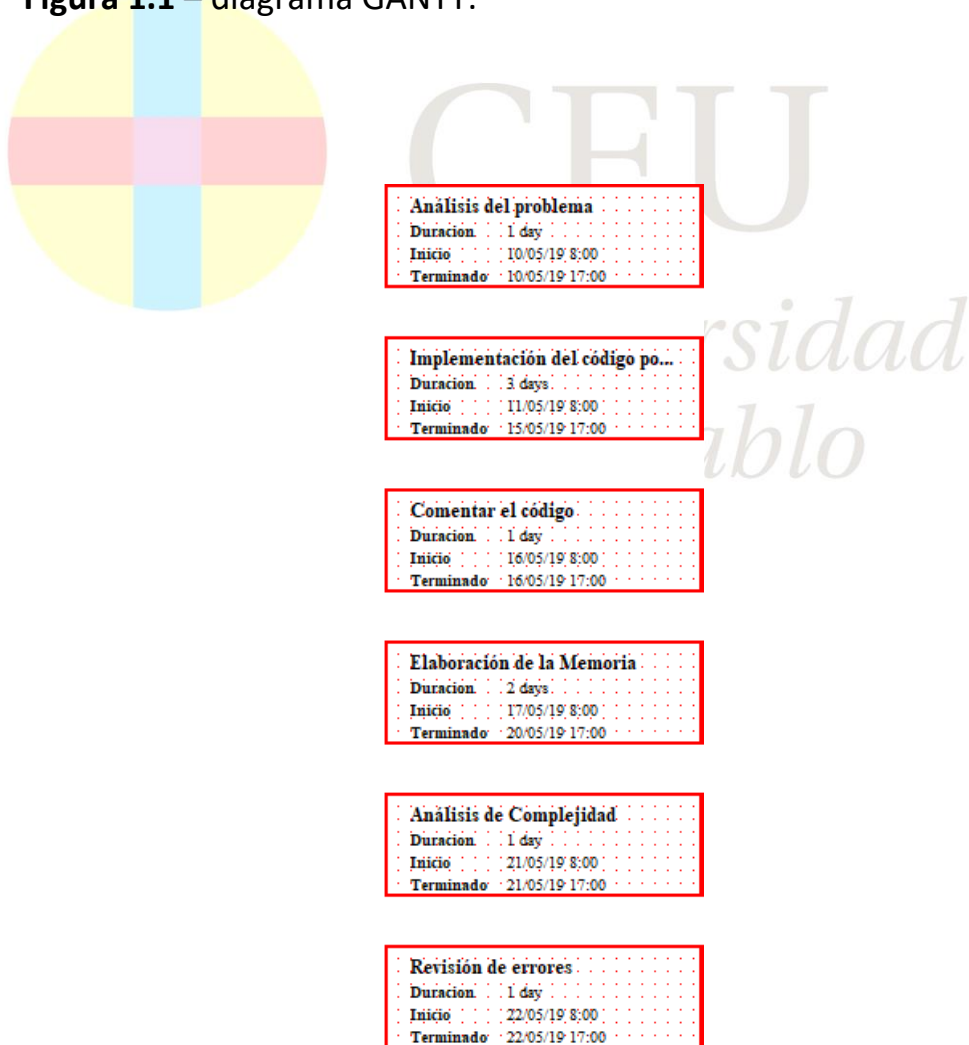 Figura 1.1 – diagrama GANTT.
CEU
Análisis del problema
Duracion 1 day
Inicio 10/05/19 8:00
Terminado 10/05/19 17:00
rsidad
Implementación del código po...
Duracion 3 days
Inicio 11/05/19 8:00
Terminado 15/05/19 17:00
ablo
Comentar el código
Duracion 1 day
Inicio 16/05/19 8:00
Terminado 16/05/19 17:00
Elaboración de la Memoria
Duracion 2 days
Inicio 17/05/19 8:00
Terminado 20/05/19 17:00
Análisis de Complejidad
Duracion 1 day
Inicio 21/05/19 8:00
Terminado 21/05/19 17:00
Revisión de errores
Duracion 1 day
Inicio 22/05/19 8:00
Terminado 22/05/19 17:00